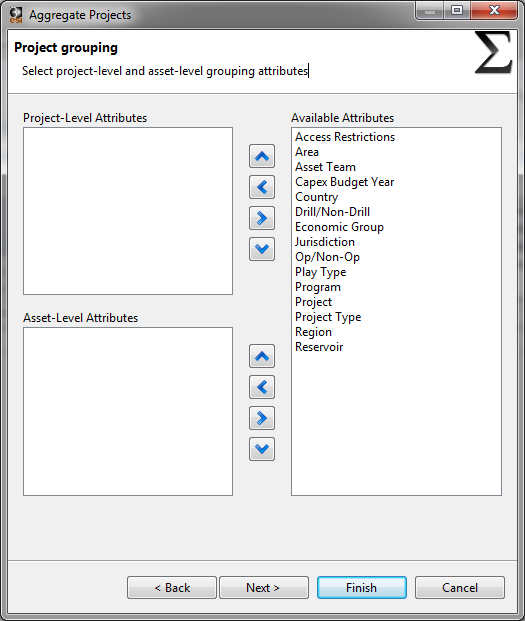 esi Aggregate Projects
Project grouping
Select project-level and asset-level grouping attributes
Σ
Project-Level Attributes
Available Attributes
Access Restrictions
Area
Asset Team
Capex Budget Year
Country
Drill/Non-Drill
Economic Group
Jurisdiction
Op/Non-Op
Play Type
Program
Project
Project Type
Region
Reservoir
Asset-Level Attributes
< Back
Next >
Finish
Cancel